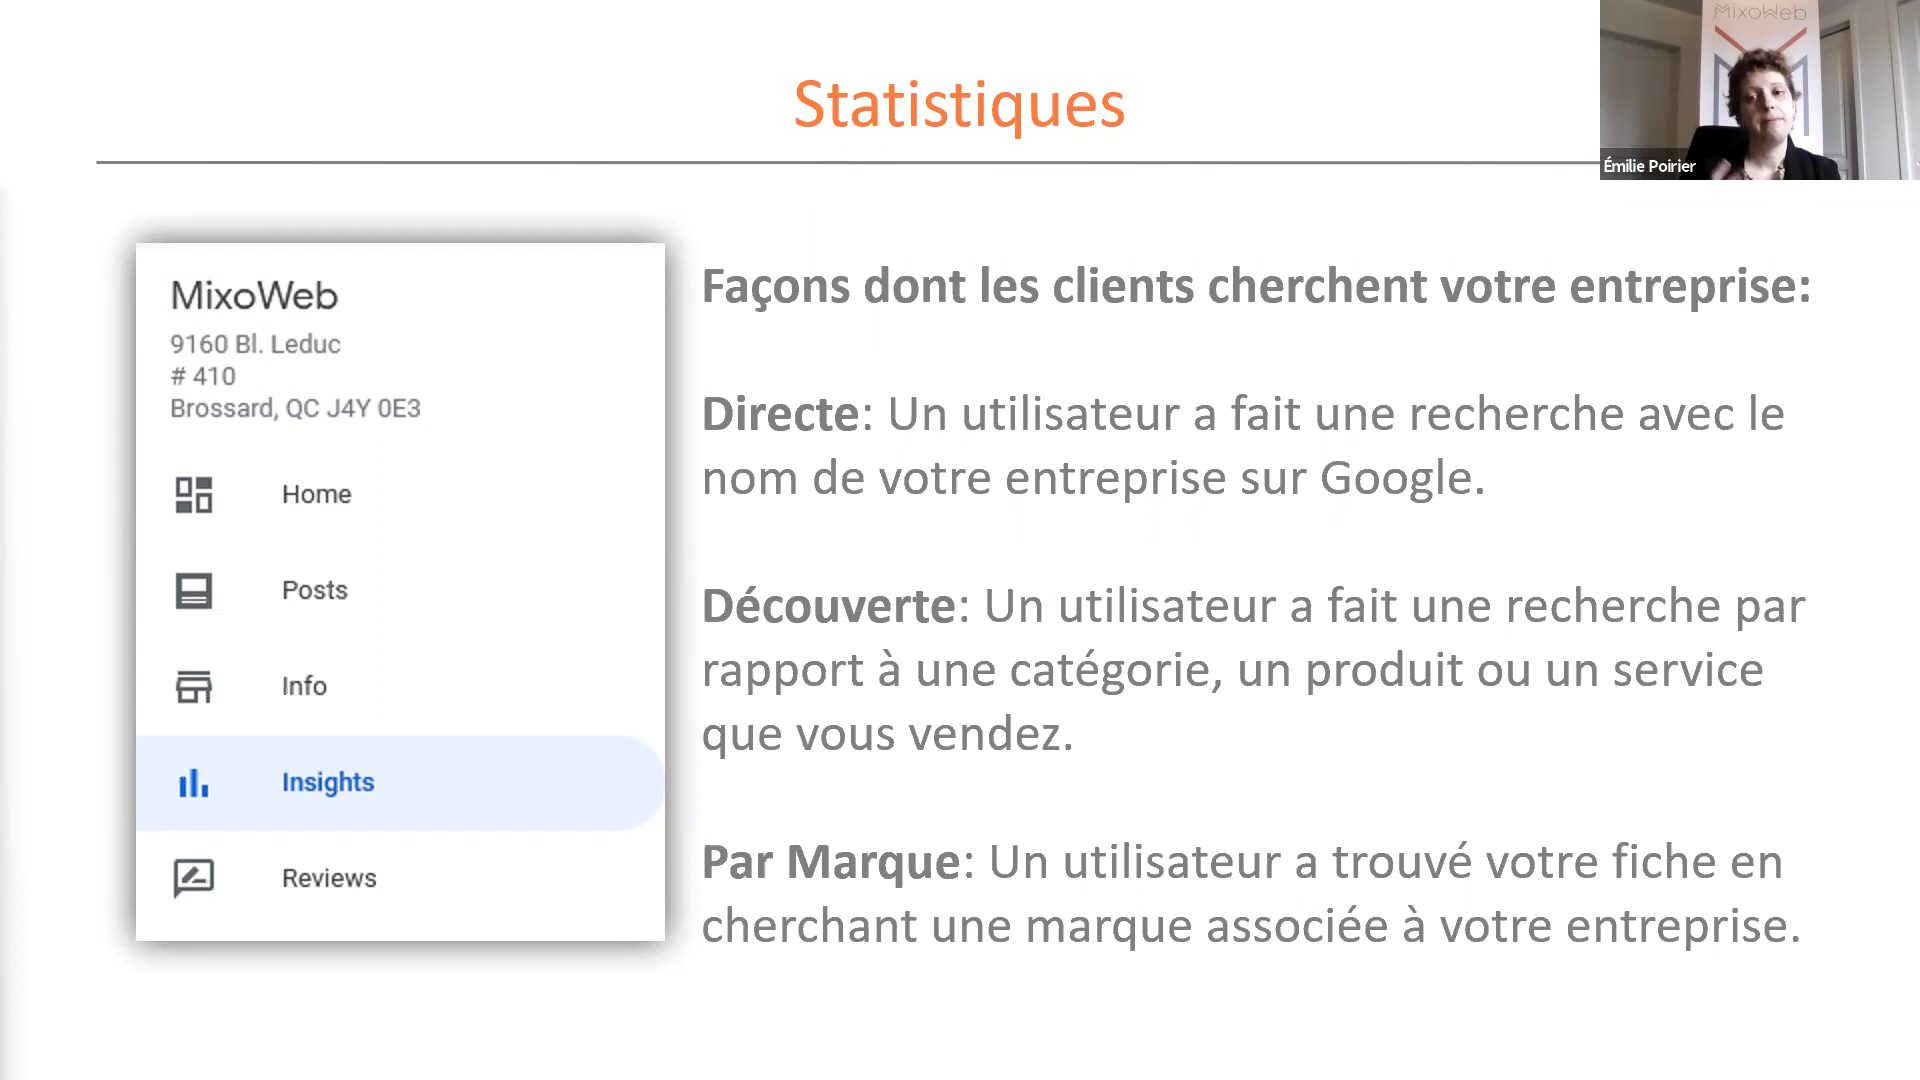 Statistiques
MixoWeb
Émilie Poirier
MixoWeb
9160 Bl. Leduc
# 410
Brossard, QC J4Y 0E3
Home
Posts
Info
Insights
Reviews
Façons dont les clients cherchent votre entreprise:
Directe: Un utilisateur a fait une recherche avec le
nom de votre entreprise sur Google.
Découverte: Un utilisateur a fait une recherche par
rapport à une catégorie, un produit ou un service
que vous vendez.
Par Marque: Un utilisateur a trouvé votre fiche en
cherchant une marque associée à votre entreprise.